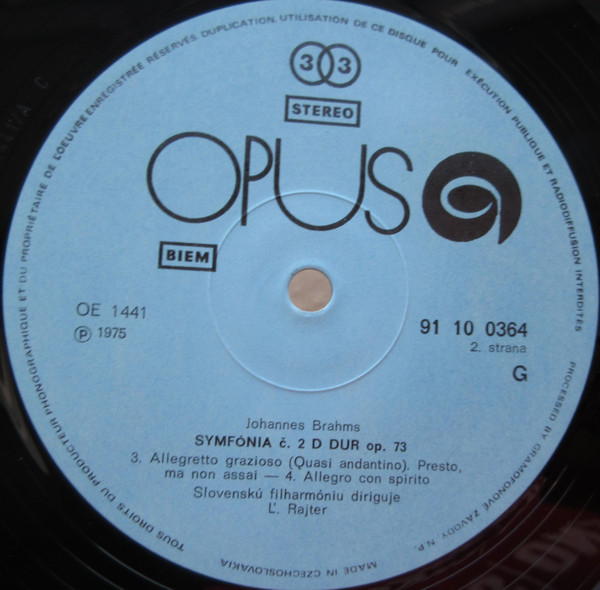 TOUS DROITS DU PRODUCTEUR PHONOGRAPHIQUE ET DU PROPRIÉTAIRE DE L'OEUVRE ENREGISTRÉE RÉSERVÉS. DUPLICATION, UTILISATION DE CE DISQUE POUR EXÉCUTION PUBLIQUE ET RADIODIFFUSION INTERDITES
PROCESSED BY GRAMOFONOVÉ ZÁVODY, N. P.
MADE IN CZECHOSLOVAKIA
33
STEREO
OPUS
BIEM
OE 1441
℗ 1975
91 10 0364
2. strana
G
Johannes Brahms
SYMFÓNIA č. 2 D DUR op. 73
3. Allegretto grazioso (Quasi andantino). Presto,
ma non assai — 4. Allegro con spirito
Slovenskú filharmóniu diriguje
Ľ. Rajter